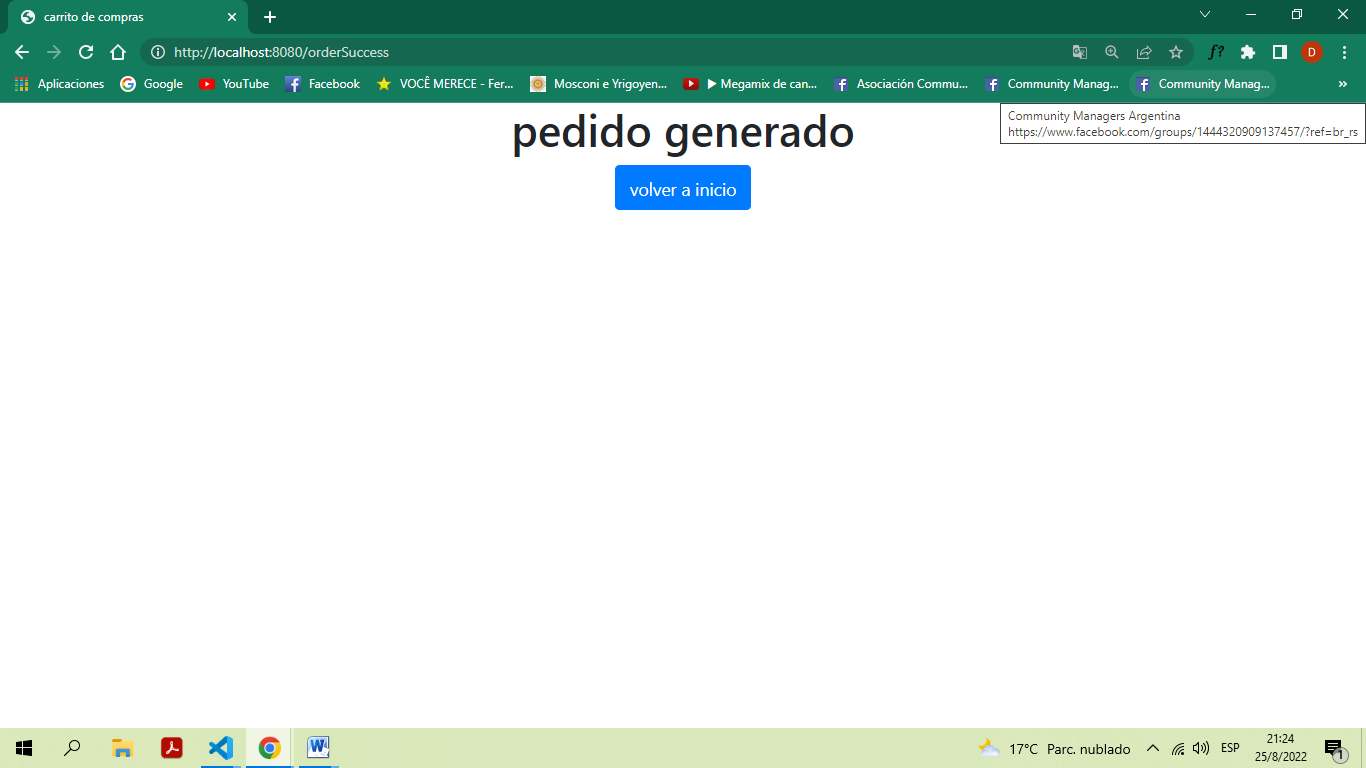 carrito de compras
http://localhost:8080/orderSuccess
f?
D
Aplicaciones Google YouTube Facebook VOCÊ MERECE - Fer... Mosconi e Yrigoyen... ▶ Megamix de can... Asociación Commu... Community Manag... Community Manag... »
Community Managers Argentina
https://www.facebook.com/groups/1444320909137457/?ref=br_rs
pedido generado
volver a inicio
17°C Parc. nublado ESP 21:24
25/8/2022
1